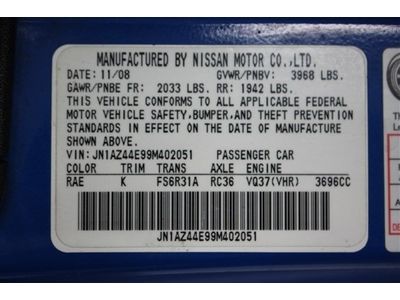 MANUFACTURED BY NISSAN MOTOR CO.,LTD.
DATE: 11/08 GVWR/PNBV: 3968 LBS.
GAWR/PNBE FR: 2033 LBS. RR: 1942 LBS.
THIS VEHICLE CONFORMS TO ALL APPLICABLE FEDERAL
MOTOR VEHICLE SAFETY,BUMPER,AND THEFT PREVENTION
STANDARDS IN EFFECT ON THE DATE OF MANUFACTURE
SHOWN ABOVE.
VIN: JN1AZ44E99M402051 PASSENGER CAR
COLOR TRIM TRANS AXLE ENGINE
RAE K FS6R31A RC36 VQ37(VHR) 3696CC
JN1AZ44E99M402051